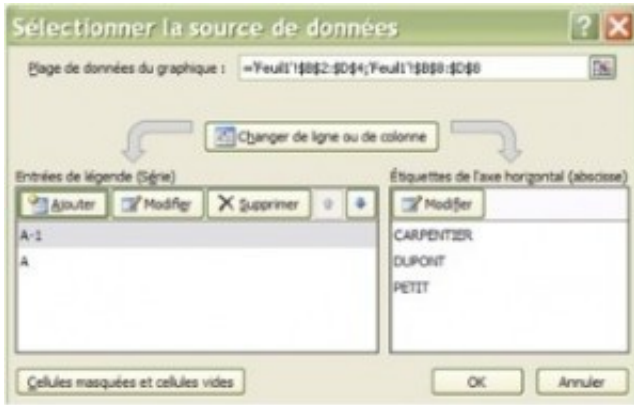 Sélectionner la source de données
Plage de données du graphique : ='Feuil1'!$B$2:$D$4;'Feuil1'!$B$8:$D$8
Changer de ligne ou de colonne
Entrées de légende (Série)
Étiquettes de l'axe horizontal (abscisse)
Ajouter Modifier Supprimer
Modifier
A-1
CARPENTIER
A
DUPONT
PETIT
Cellules masquées et cellules vides
OK Annuler